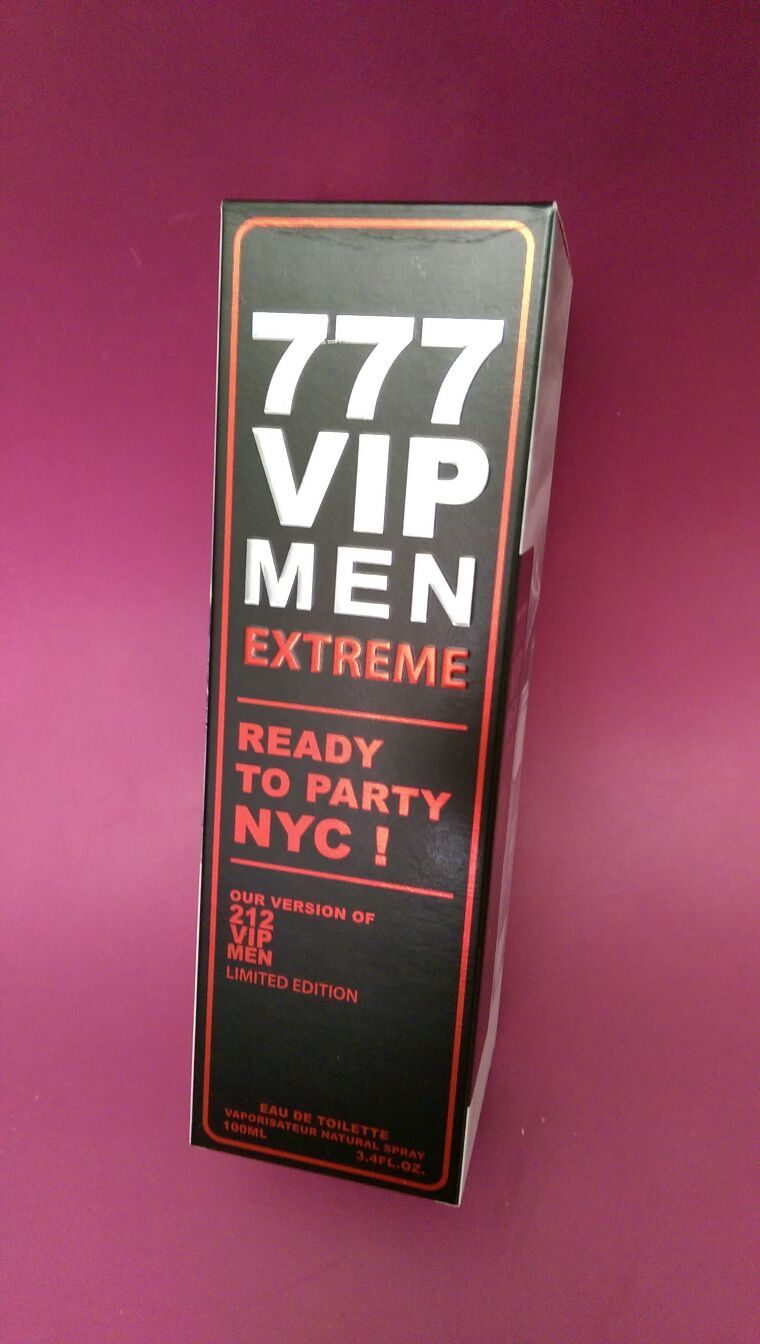 777
VIP
MEN
EXTREME
READY
TO PARTY
NYC !
OUR VERSION OF
212
VIP
MEN
LIMITED EDITION
EAU DE TOILETTE
VAPORISATEUR NATURAL SPRAY
100ML
3.4FL.OZ.